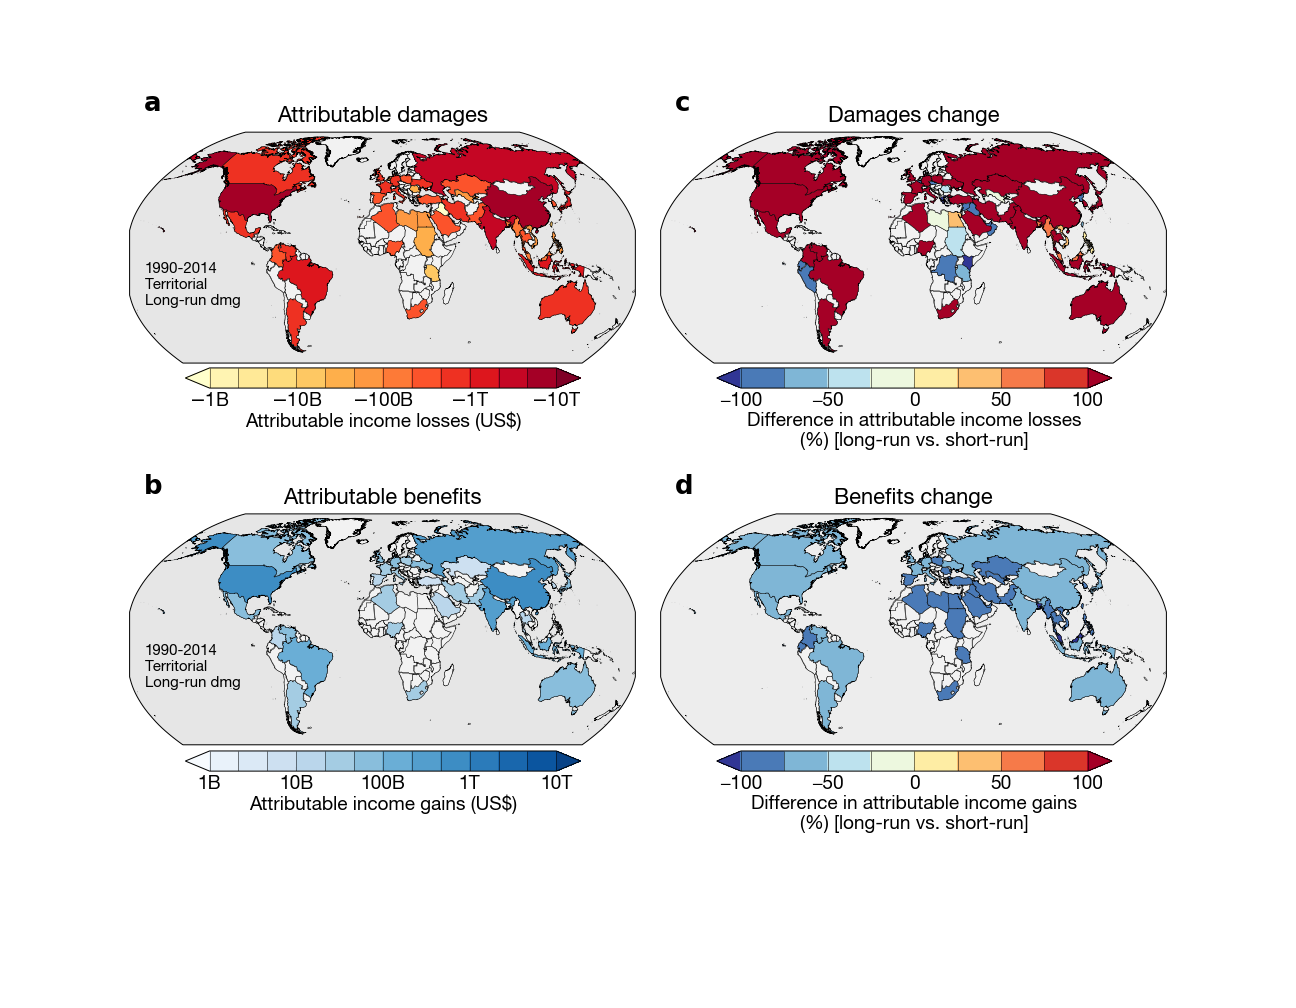 a
Attributable damages
1990-2014
Territorial
Long-run dmg
−1B −10B −100B −1T −10T
Attributable income losses (US$)
c
Damages change
−100 −50 0 50 100
Difference in attributable income losses
(%) [long-run vs. short-run]
b
Attributable benefits
1990-2014
Territorial
Long-run dmg
1B 10B 100B 1T 10T
Attributable income gains (US$)
d
Benefits change
−100 −50 0 50 100
Difference in attributable income gains
(%) [long-run vs. short-run]